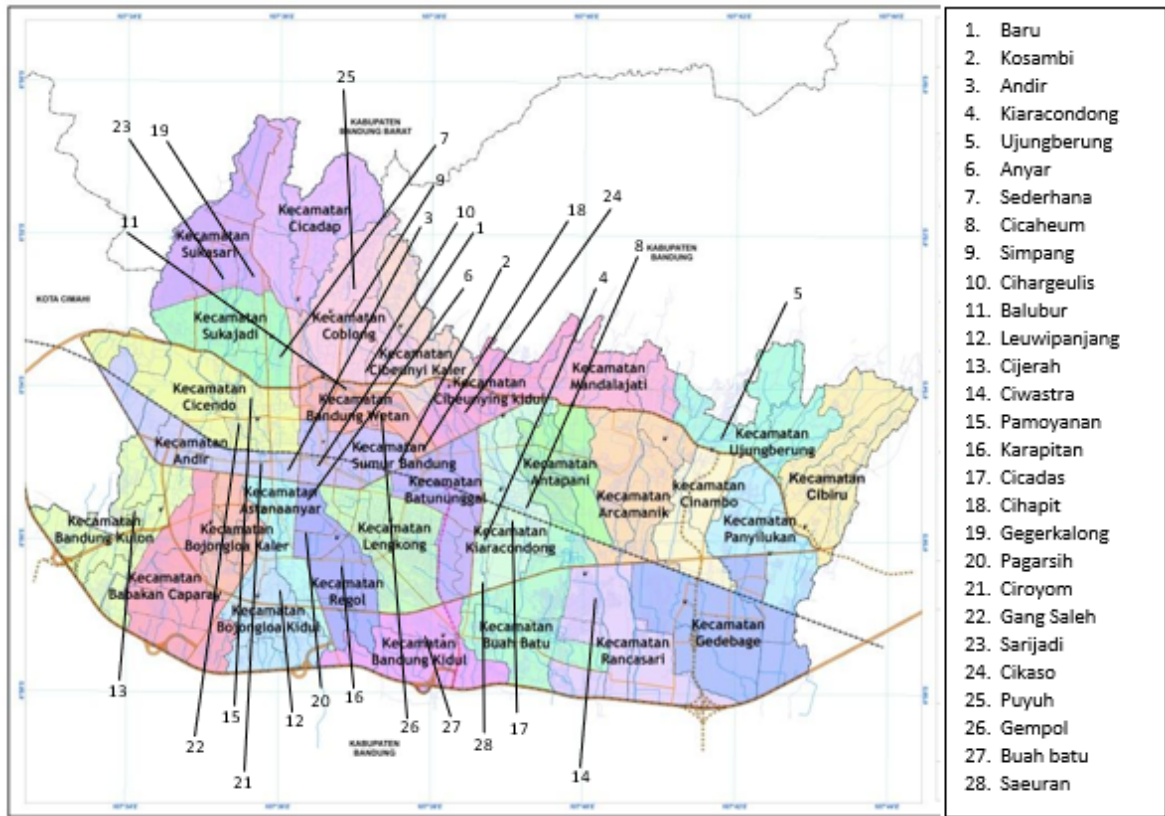 25
KABUPATEN
BANDUNG BARAT
23
19
7
9
24
11
3
10
1
18
8
KABUPATEN
BANDUNG
Kecamatan
Cicadap
Kecamatan
Sukasari
KOTA CIMAHI
6
2
4
5
Kecamatan
Sukajadi
Kecamatan
Coblong
Kecamatan
Cibeunyi Kaler
Kecamatan
Mandalajati
Kecamatan
Cibeunying kidul
Kecamatan
Cicendo
Kecamatan
Bandung Wetan
Kecamatan
Ujungberung
Kecamatan
Andir
Kecamatan
Sumur Bandung
Kecamatan
Antapani
Kecamatan
Batununggal
kecamatan
Cinambo
Kecamatan
Cibiru
Kecamatan
Astanaanyar
Kecamatan
Arcamanik
Kecamatan
Bandung Kulon
Kecamatan
Bojongloa Kaler
Kecamatan
Lengkong
Kecamatan
Kiaracondong
Kecamatan
Panyilukan
Kecamatan
Babakan Caparay
Kecamatan
Regol
Kecamatan
Bojongloa Kidul
Kecamatan
Buah Batu
Kecamatan
Bandung Kidul
Kecamatan
Rancasari
Kecamatan
Gedebage
13
22
15
21
12
20
16
KABUPATEN
BANDUNG
26
27
28
17
14
1. Baru
2. Kosambi
3. Andir
4. Kiaracondong
5. Ujungberung
6. Anyar
7. Sederhana
8. Cicaheum
9. Simpang
10. Cihargeulis
11. Balubur
12. Leuwipanjang
13. Cijerah
14. Ciwastra
15. Pamoyanan
16. Karapitan
17. Cicadas
18. Cihapit
19. Gegerkalong
20. Pagarsih
21. Ciroyom
22. Gang Saleh
23. Sarijadi
24. Cikaso
25. Puyuh
26. Gempol
27. Buah batu
28. Saeuran